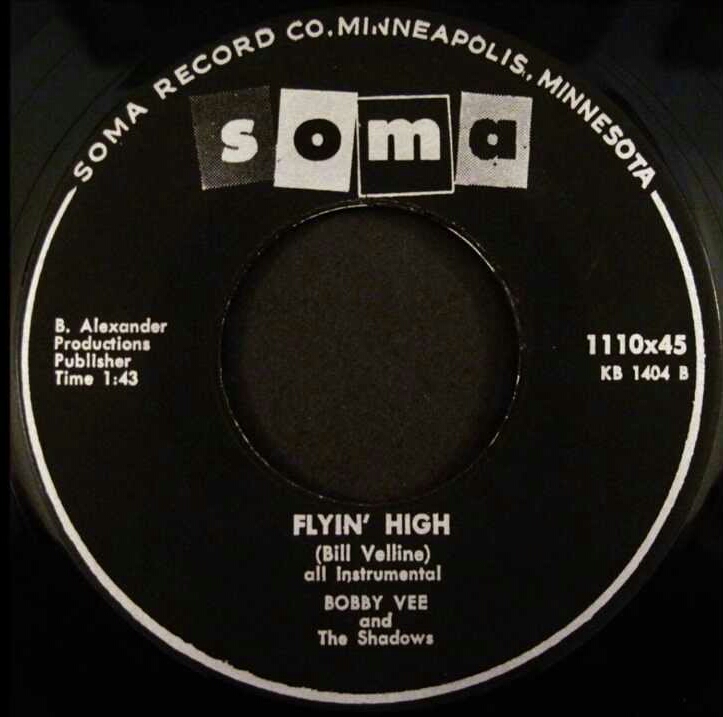 SOMA RECORD CO. MINNEAPOLIS, MINNESOTA
soma
B. Alexander
Productions
Publisher
Time 1:43
1110x45
KB 1404 B
FLYIN' HIGH
(Bill Velline)
all Instrumental
BOBBY VEE
and
The Shadows